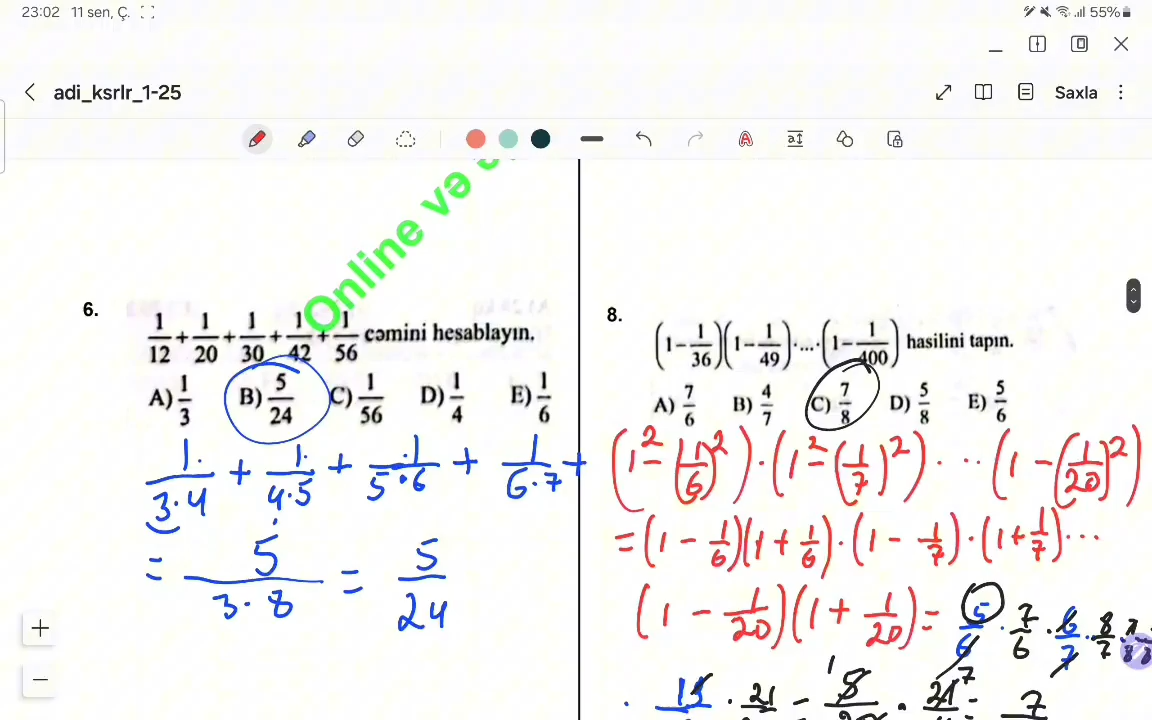 23:02 11 sen, Ç. 55%
adi_ksrlr_1-25
Saxla
Online və
6.
1/12 + 1/20 + 1/30 + 1/42 + 1/56 cəmini hesablayın.
A) 1/3 B) 5/24 C) 1/56 D) 1/4 E) 1/6
1/3·4 + 1/4·5 + 1/5·6 + 1/6·7 +
= 5/3·8 = 5/24
8.
(1-1/36)(1-1/49)·...·(1-1/400) hasilini tapın.
A) 7/6 B) 4/7 C) 7/8 D) 5/8 E) 5/6
(1²-(1/6)²)·(1²-(1/7)²)· ··(1-(1/20)²)
=(1-1/6)(1+1/6)·(1-1/7)·(1+1/7)···
(1-1/20)(1+1/20)= 5/6·7/6·6/7·8/7